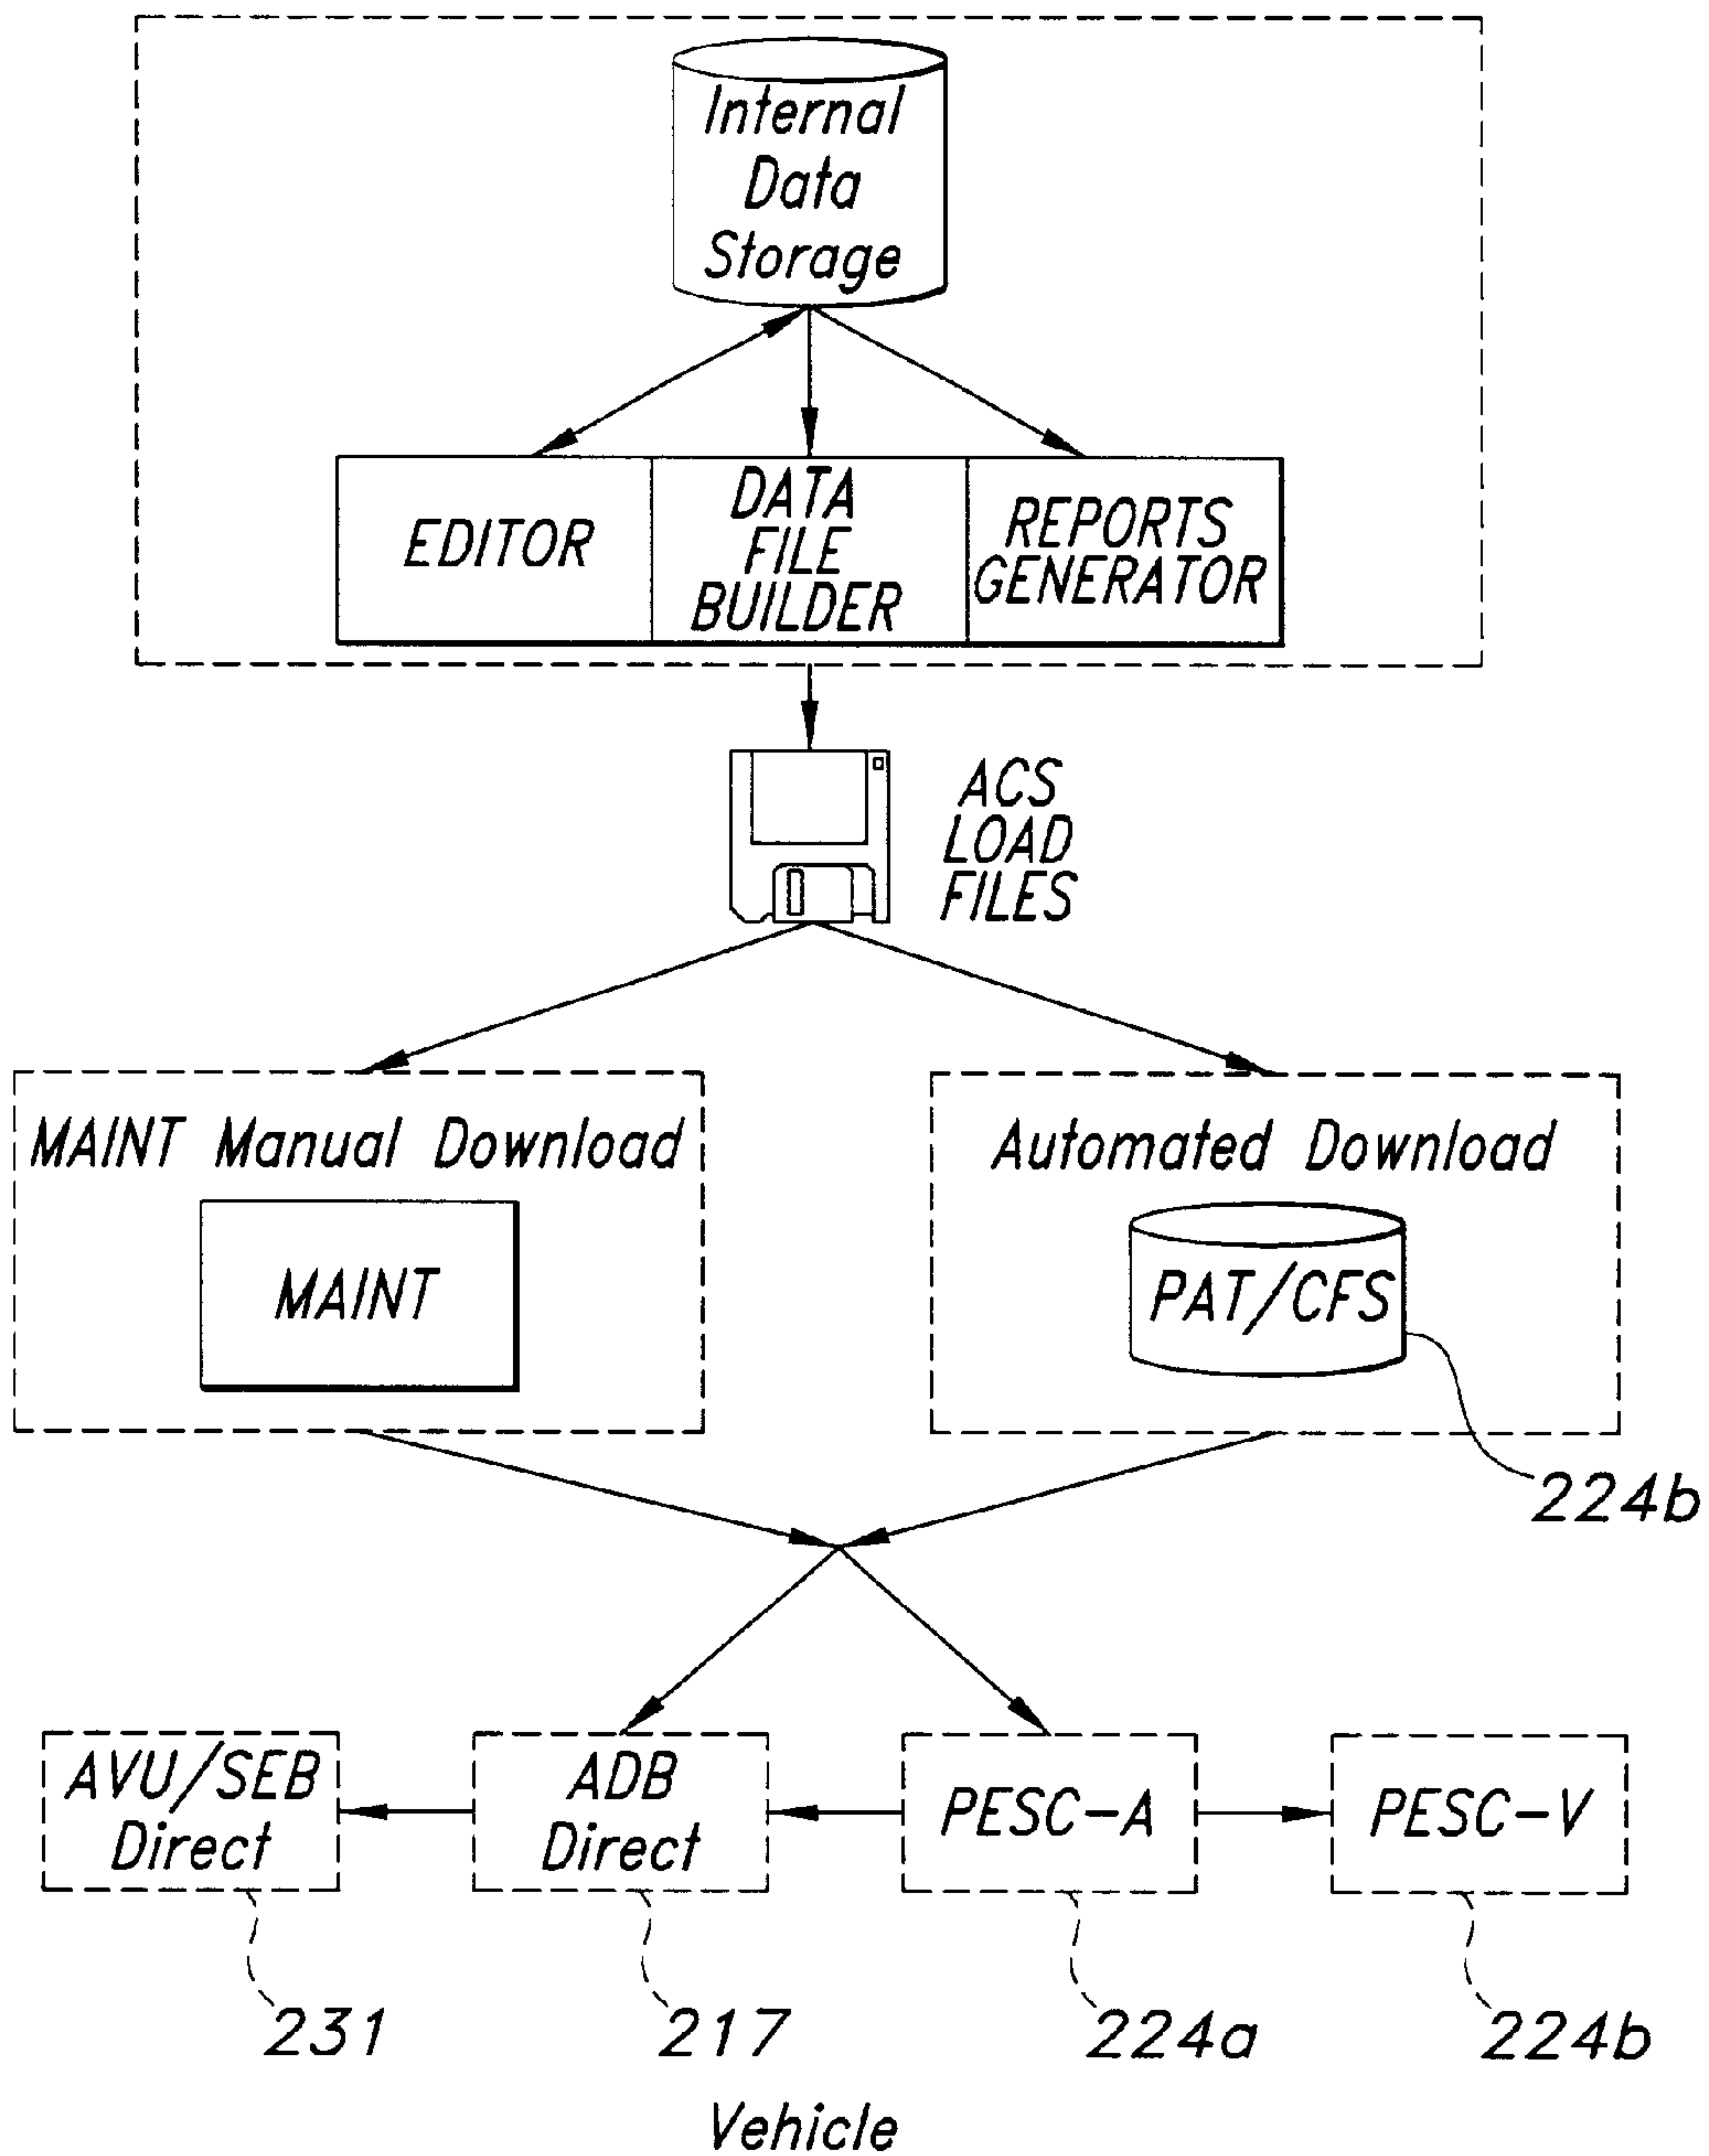 Internal
Data
Storage
EDITOR
DATA
FILE
BUILDER
REPORTS
GENERATOR
ACS
LOAD
FILES
MAINT Manual Download
MAINT
Automated Download
PAT/CFS
224b
AVU/SEB
Direct
ADB
Direct
PESC-A
PESC-V
231
217
224a
224b
Vehicle